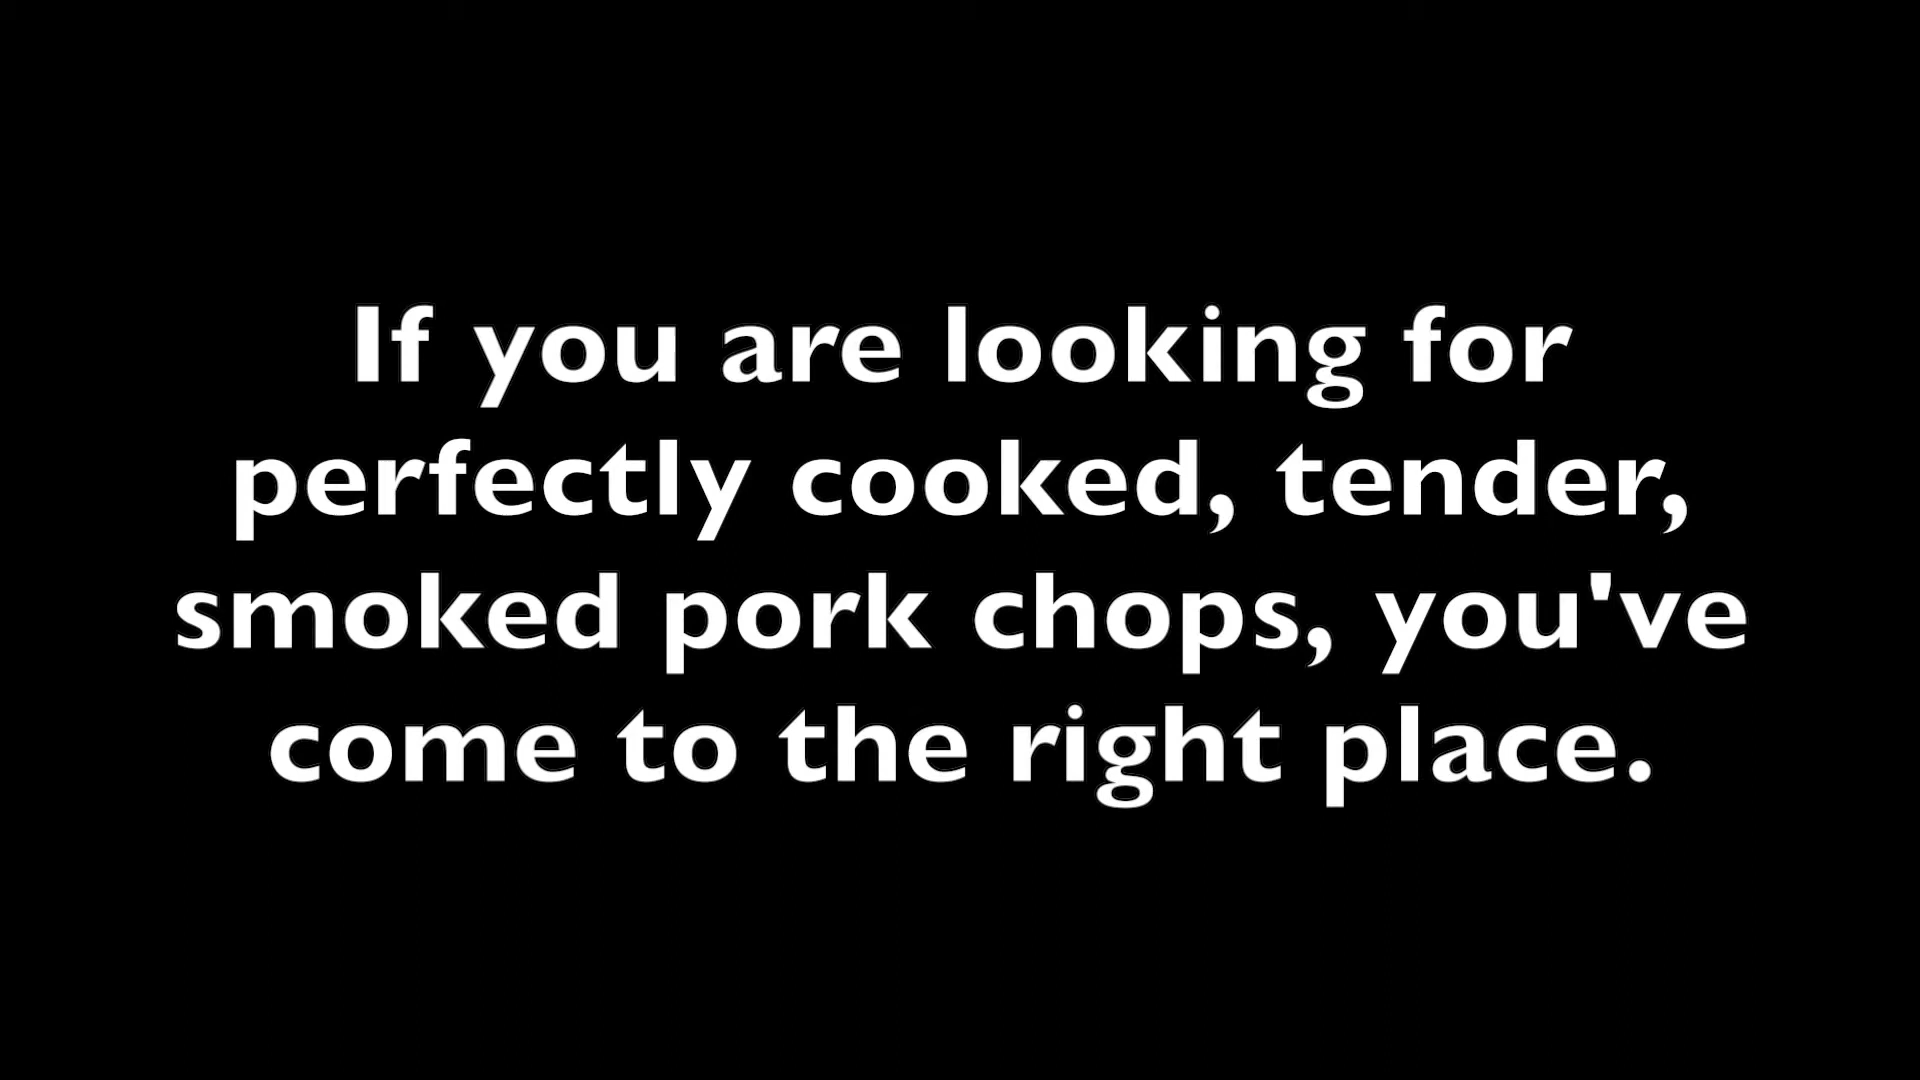 If you are looking for
perfectly cooked, tender,
smoked pork chops, you've
come to the right place.